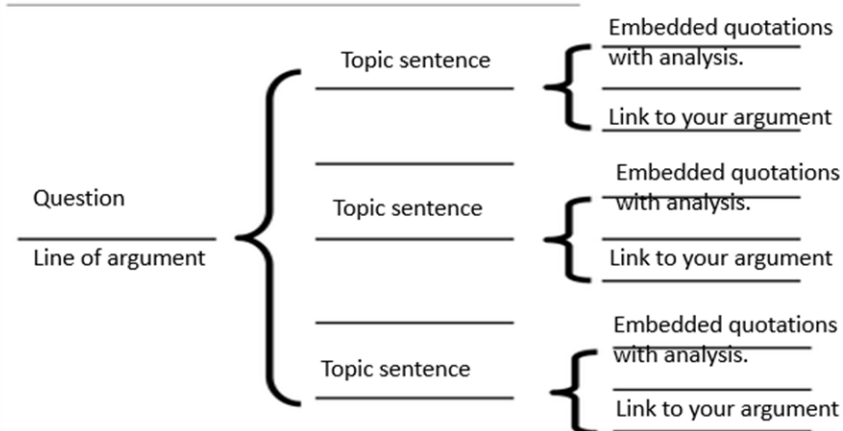 Question
Line of argument
Topic sentence
Embedded quotations
with analysis.
Link to your argument
Topic sentence
Embedded quotations
with analysis.
Link to your argument
Topic sentence
Embedded quotations
with analysis.
Link to your argument